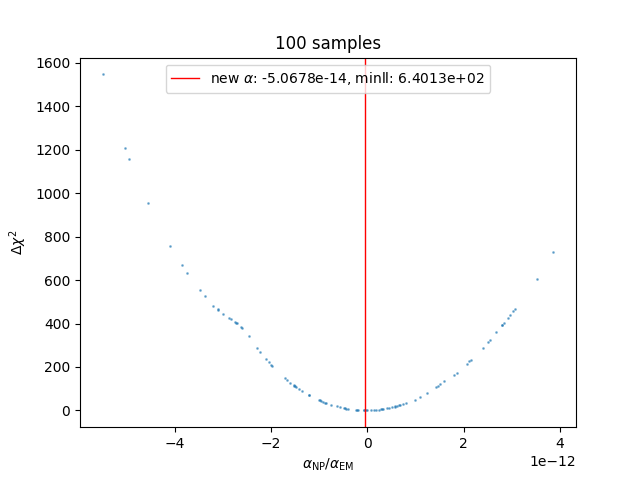 100 samples
new α: -5.0678e-14, minll: 6.4013e+02
1600
1400
1200
1000
800
600
400
200
0
Δχ²
−4 −2 0 2 4
1e−12
α_NP/α_EM